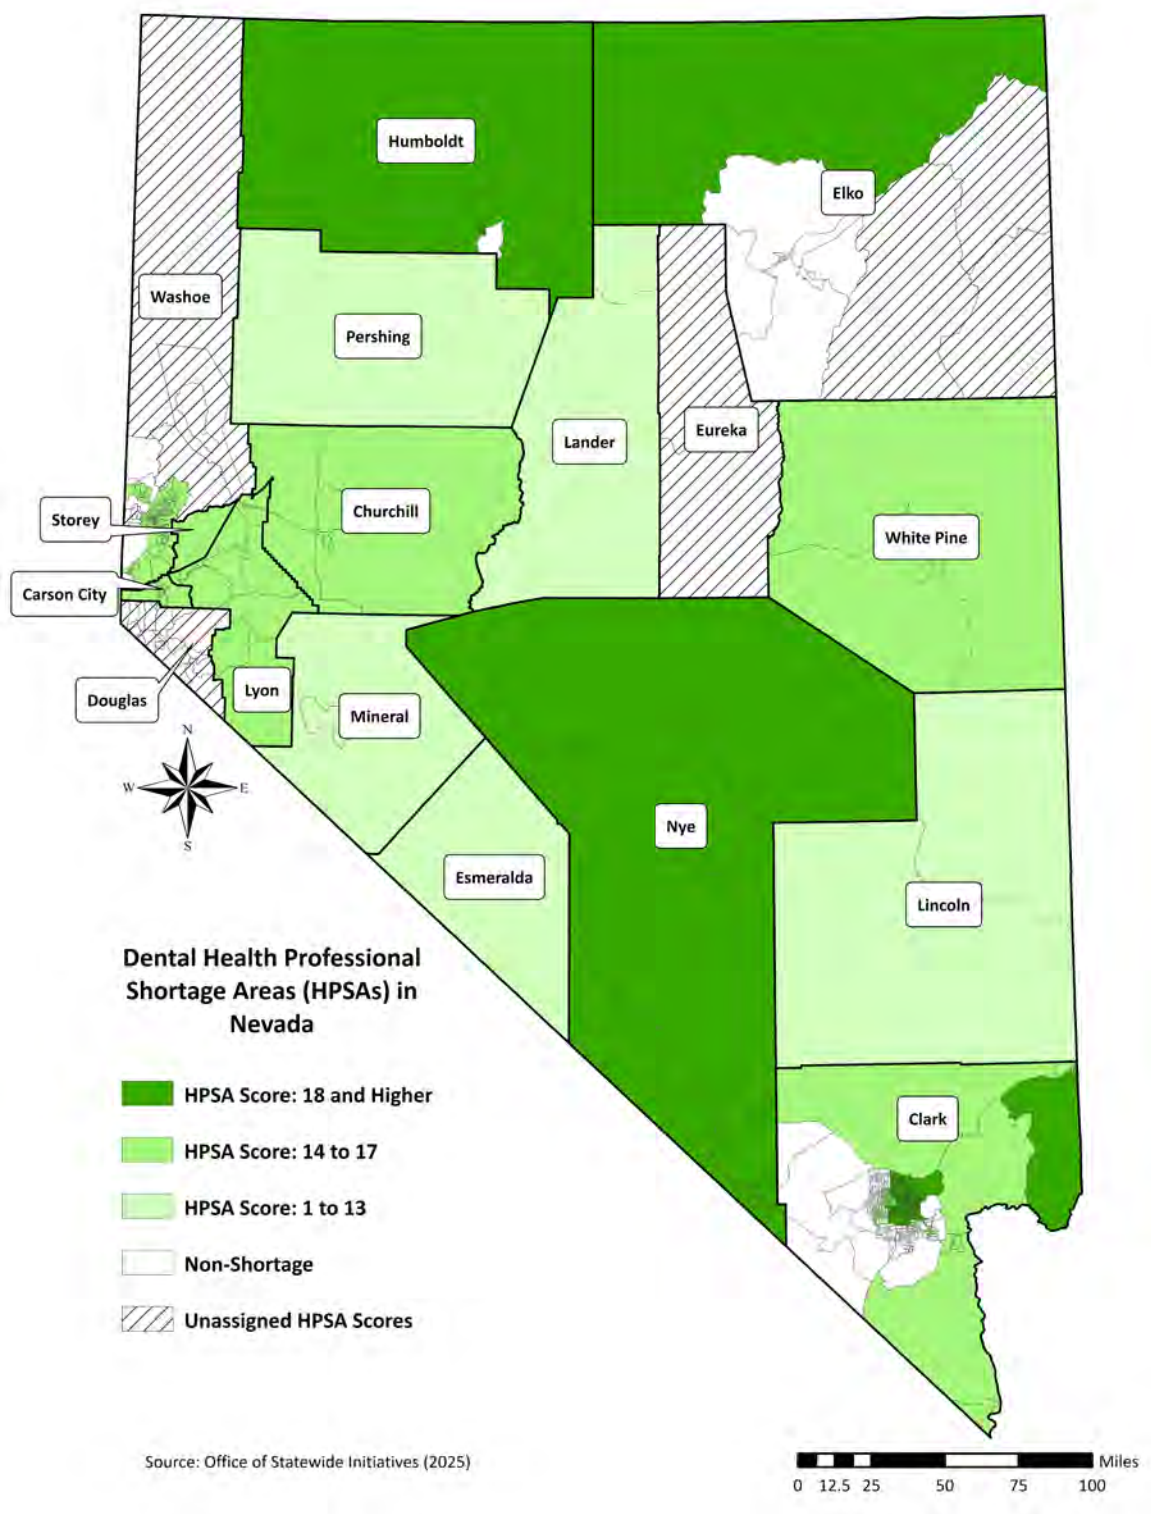 Humboldt
Elko
Washoe
Pershing
Lander
Eureka
Storey
Churchill
White Pine
Carson City
Douglas
Lyon
Mineral
N
W
E
S
Nye
Esmeralda
Lincoln
Dental Health Professional
Shortage Areas (HPSAs) in
Nevada
HPSA Score: 18 and Higher
HPSA Score: 14 to 17
HPSA Score: 1 to 13
Non-Shortage
Unassigned HPSA Scores
Clark
Source: Office of Statewide Initiatives (2025)
Miles
0 12.5 25 50 75 100